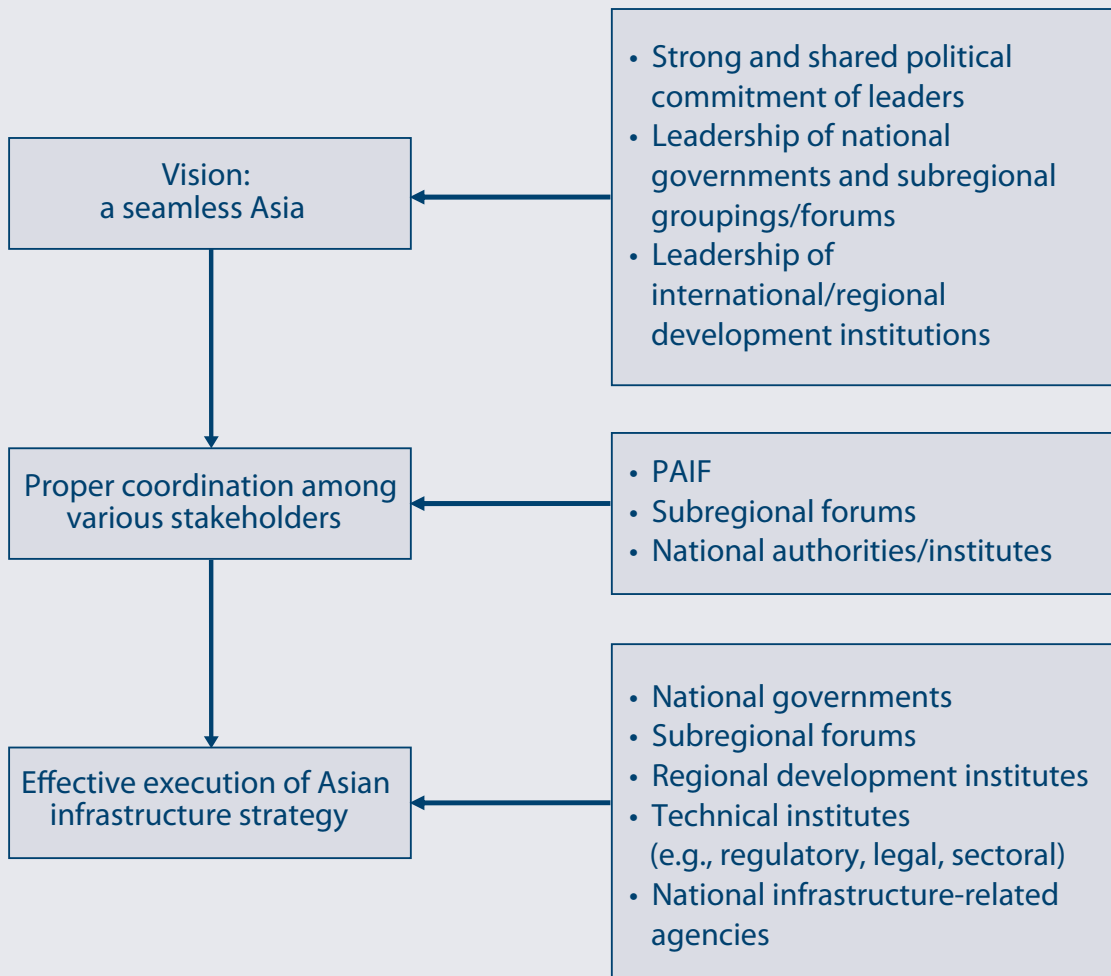 • Strong and shared political
commitment of leaders
• Leadership of national
governments and subregional
groupings/forums
• Leadership of
international/regional
development institutions
Vision:
a seamless Asia
Proper coordination among
various stakeholders
• PAIF
• Subregional forums
• National authorities/institutes
Effective execution of Asian
infrastructure strategy
• National governments
• Subregional forums
• Regional development institutes
• Technical institutes
(e.g., regulatory, legal, sectoral)
• National infrastructure-related
agencies